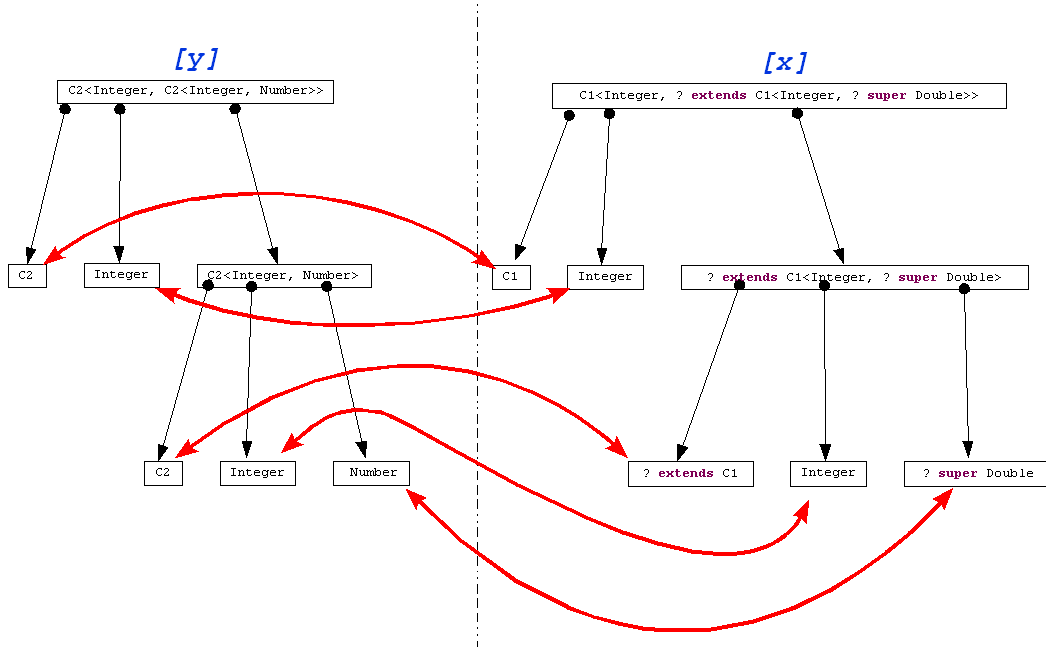 [y]
[x]
C2<Integer, C2<Integer, Number>>
C1<Integer, ? extends C1<Integer, ? super Double>>
C2
Integer
C2<Integer, Number>
C1
Integer
? extends C1<Integer, ? super Double>
C2
Integer
Number
? extends C1
Integer
? super Double